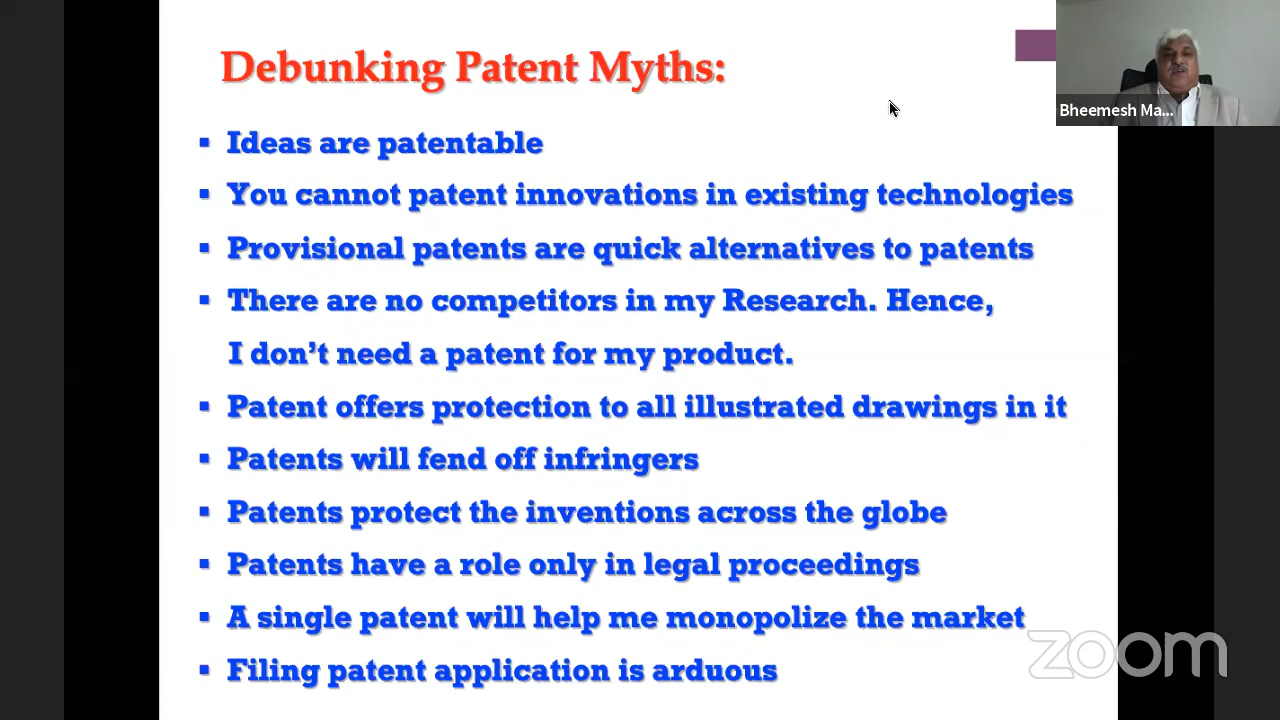 Debunking Patent Myths:
Bheemesh Ma...
▪ Ideas are patentable
▪ You cannot patent innovations in existing technologies
▪ Provisional patents are quick alternatives to patents
▪ There are no competitors in my Research. Hence,
I don't need a patent for my product.
▪ Patent offers protection to all illustrated drawings in it
▪ Patents will fend off infringers
▪ Patents protect the inventions across the globe
▪ Patents have a role only in legal proceedings
▪ A single patent will help me monopolize the market
▪ Filing patent application is arduous
zoom